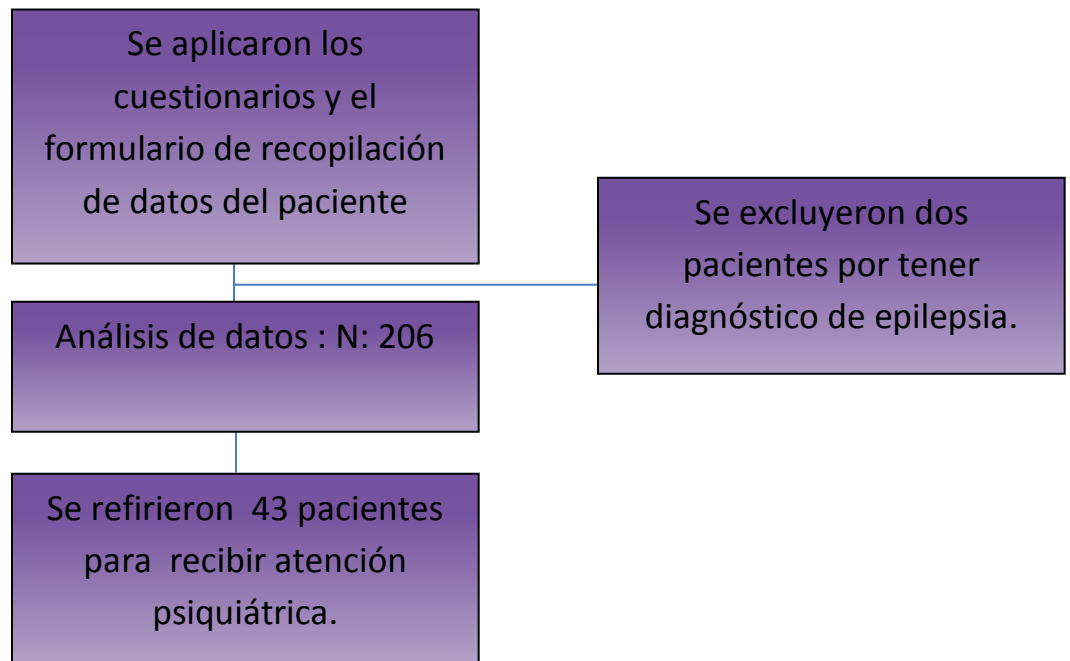 Se aplicaron los
cuestionarios y el
formulario de recopilación
de datos del paciente
Se excluyeron dos
pacientes por tener
diagnóstico de epilepsia.
Análisis de datos : N: 206
Se refirieron 43 pacientes
para recibir atención
psiquiátrica.